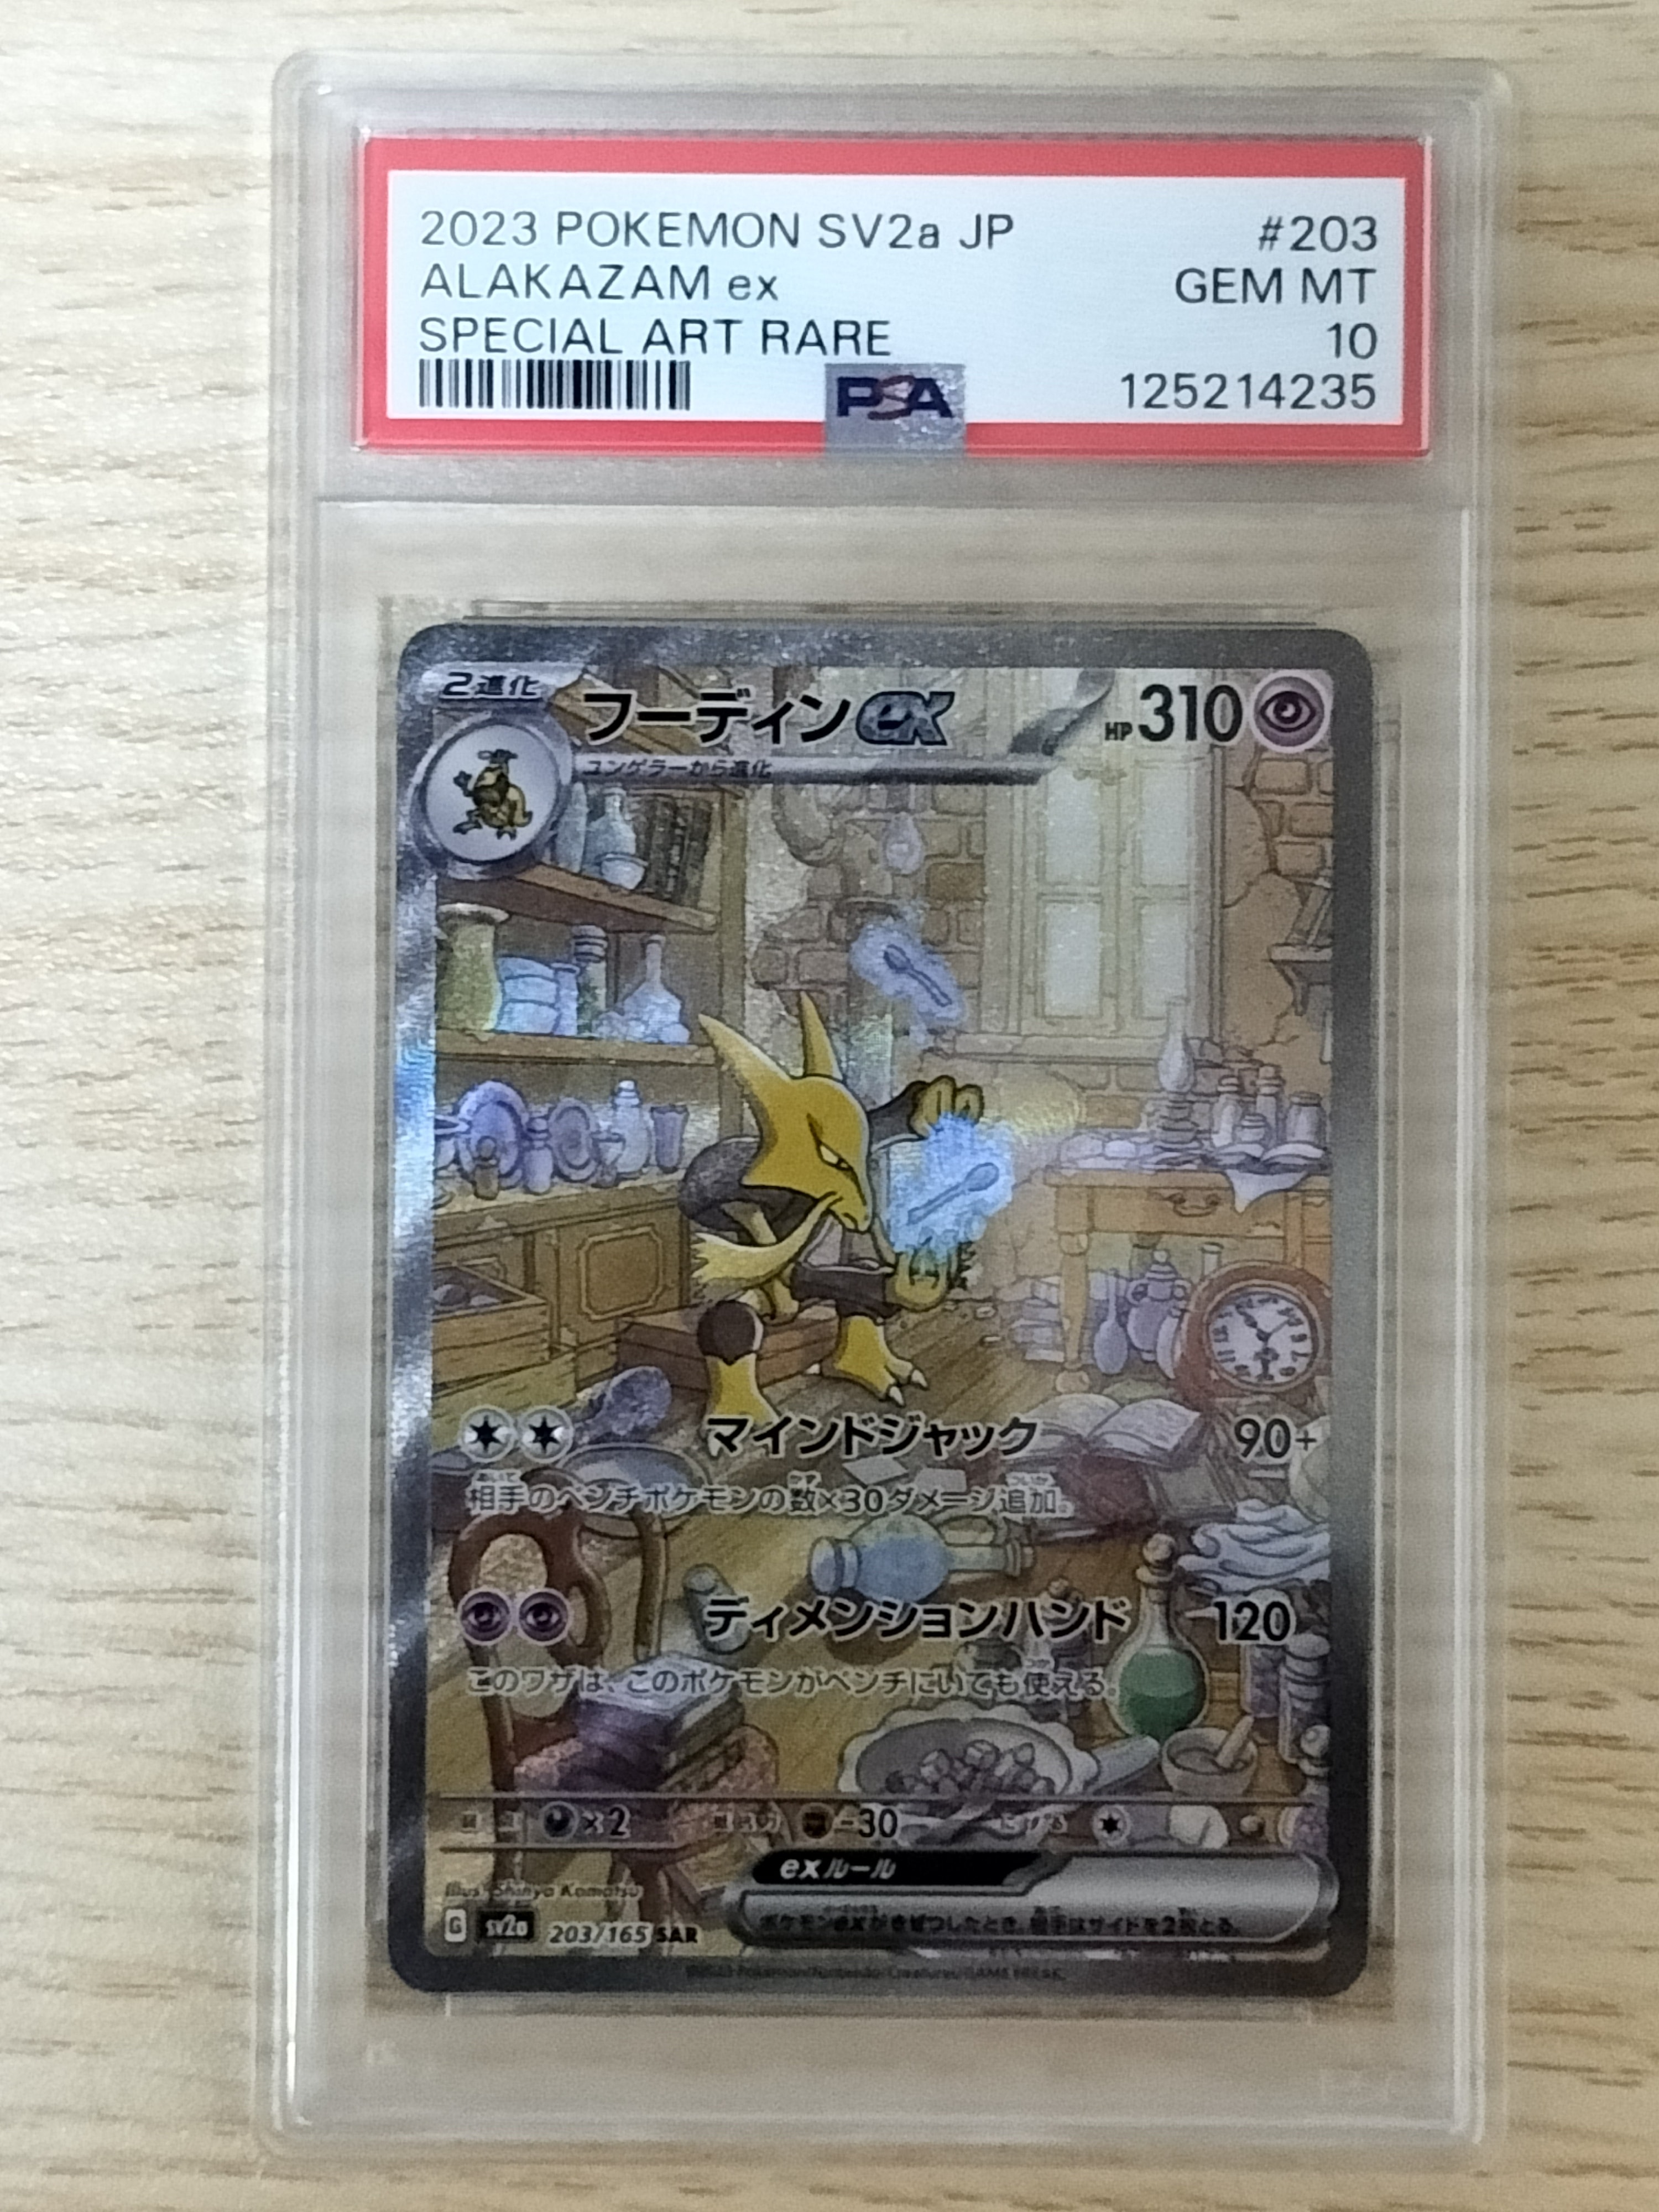 2023 POKEMON SV2a JP #203
ALAKAZAM ex GEM MT
SPECIAL ART RARE 10
PSA 125214235
2進化 フーディンex HP310
ユンゲラーから進化
マインドジャック 90+
相手のベンチポケモンの数×30ダメージ追加。
ディメンションハンド 120
このワザは、このポケモンがベンチにいても使える。
×2 -30 にげる
exルール
ポケモンexがきぜつしたとき、相手はサイドを2枚とる。
Illus. Shinya Komatsu
G sv2a 203/165 SAR